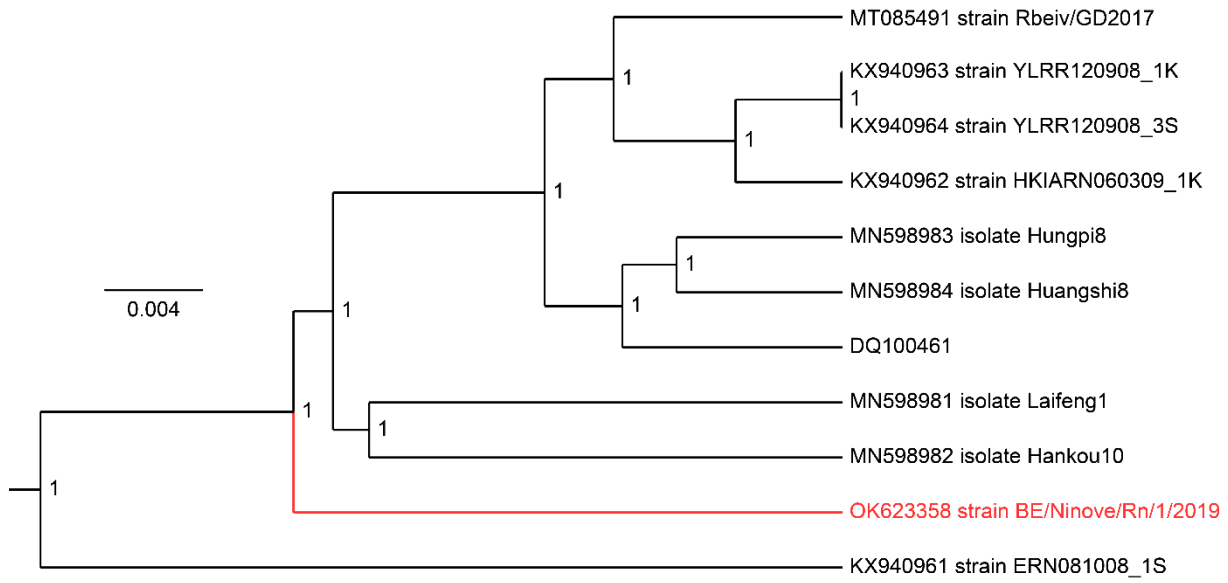 MT085491 strain Rbeiv/GD2017
1
KX940963 strain YLRR120908_1K
1
KX940964 strain YLRR120908_3S
1
KX940962 strain HKIARN060309_1K
1
MN598983 isolate Hungpi8
1
MN598984 isolate Huangshi8
1
0.004
1
DQ100461
MN598981 isolate Laifeng1
1
1
MN598982 isolate Hankou10
1
OK623358 strain BE/Ninove/Rn/1/2019
KX940961 strain ERN081008_1S